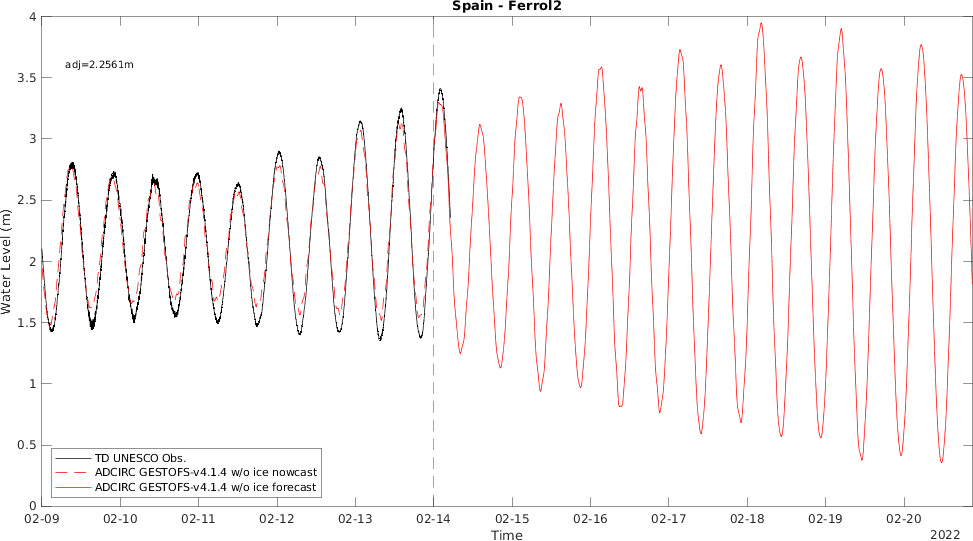 Spain - Ferrol2
adj=2.2561m
Water Level (m)
4
3.5
3
2.5
2
1.5
1
0.5
0
TD UNESCO Obs.
ADCIRC GESTOFS-v4.1.4 w/o ice nowcast
ADCIRC GESTOFS-v4.1.4 w/o ice forecast
02-09 02-10 02-11 02-12 02-13 02-14 02-15 02-16 02-17 02-18 02-19 02-20
Time
2022